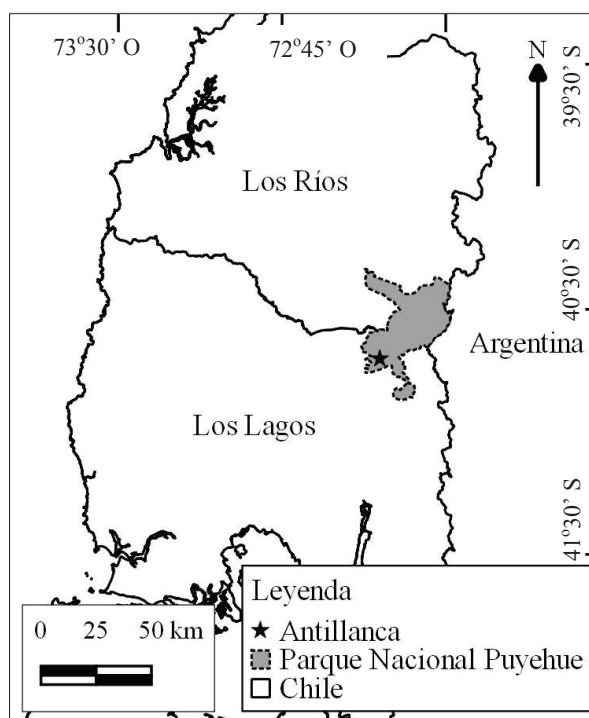 73°30' O
72°45' O
N
39°30' S
Los Ríos
40°30' S
Argentina
Los Lagos
41°30' S
Leyenda
0 25 50 km
Antillanca
Parque Nacional Puyehue
Chile